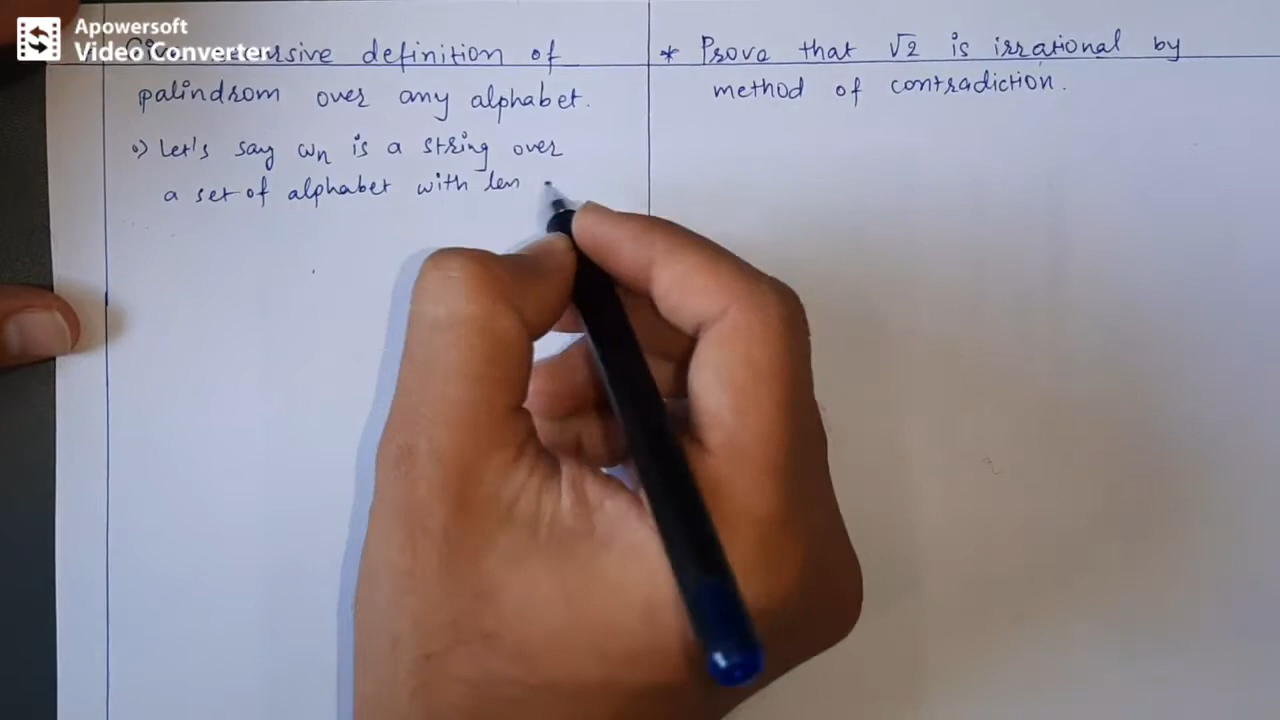 Apowersoft
Video Converter
definition of
palindrom over any alphabet.
o) Let's say wn is a string over
a set of alphabet with len
* Prove that √2 is irrational by
method of contradiction.